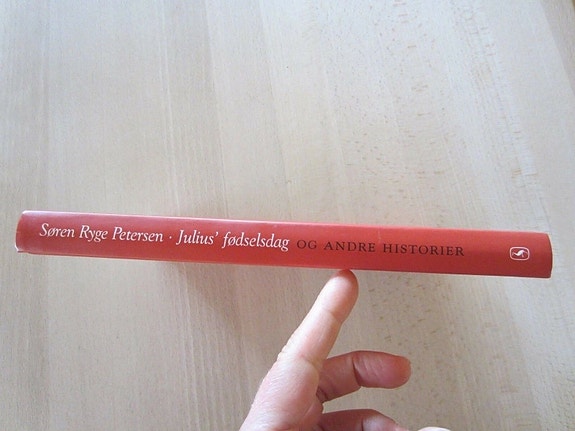 Søren Ryge Petersen · Julius’ fødselsdag OG ANDRE HISTORIER